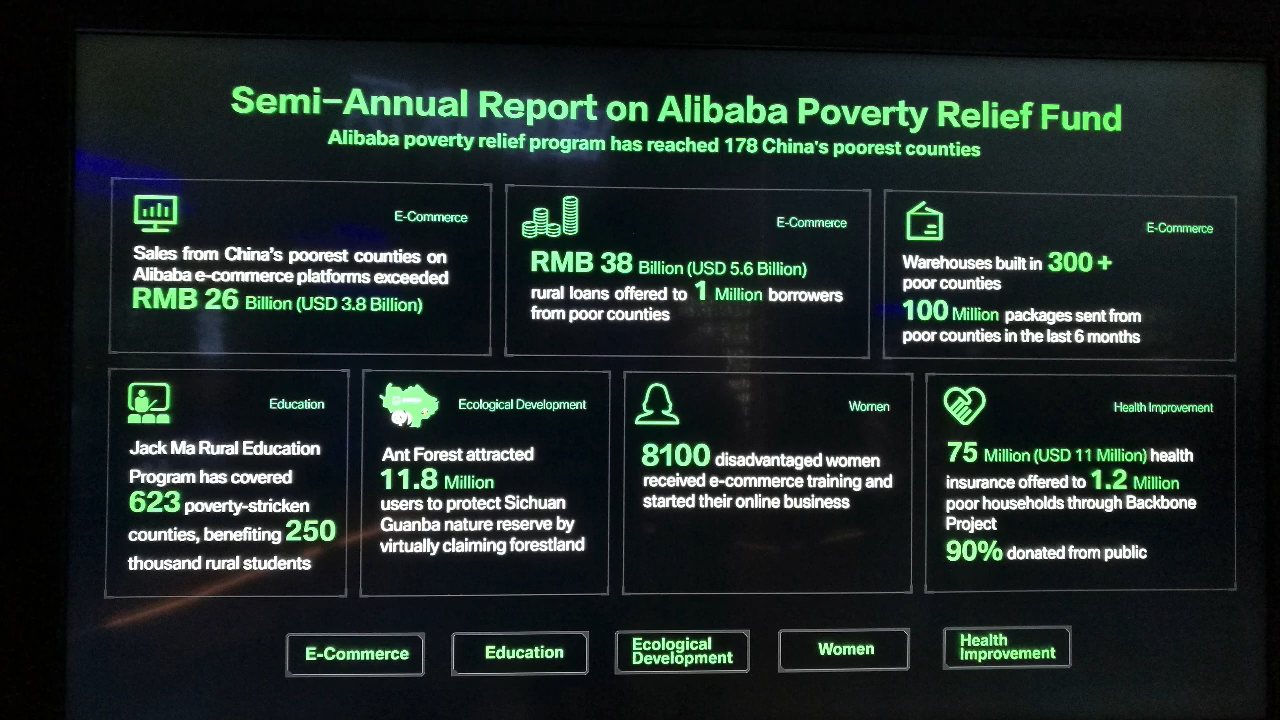 Semi-Annual Report on Alibaba Poverty Relief Fund
Alibaba poverty relief program has reached 178 China's poorest counties
E-Commerce
Sales from China's poorest counties on
Alibaba e-commerce platforms exceeded
RMB 26 Billion (USD 3.8 Billion)
E-Commerce
RMB 38 Billion (USD 5.6 Billion)
rural loans offered to 1 Million borrowers
from poor counties
E-Commerce
Warehouses built in 300 +
poor counties
100 Million packages sent from
poor counties in the last 6 months
Education
Jack Ma Rural Education
Program has covered
623 poverty-stricken
counties, benefiting 250
thousand rural students
Ecological Development
Ant Forest attracted
11.8 Million
users to protect Sichuan
Guanba nature reserve by
virtually claiming forestland
Women
8100 disadvantaged women
received e-commerce training and
started their online business
Health Improvement
75 Million (USD 11 Million) health
insurance offered to 1.2 Million
poor households through Backbone
Project
90% donated from public
E-Commerce
Education
Ecological
Development
Women
Health
Improvement